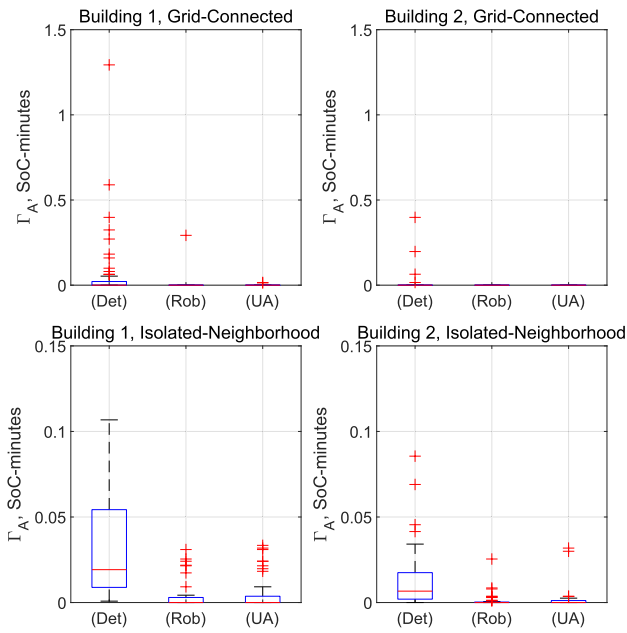 Building 1, Grid-Connected
Γ_A, SoC-minutes
1.5
1
0.5
0
(Det) (Rob) (UA)
Building 2, Grid-Connected
Γ_A, SoC-minutes
1.5
1
0.5
0
(Det) (Rob) (UA)
Building 1, Isolated-Neighborhood
Γ_A, SoC-minutes
0.15
0.1
0.05
0
(Det) (Rob) (UA)
Building 2, Isolated-Neighborhood
Γ_A, SoC-minutes
0.15
0.1
0.05
0
(Det) (Rob) (UA)